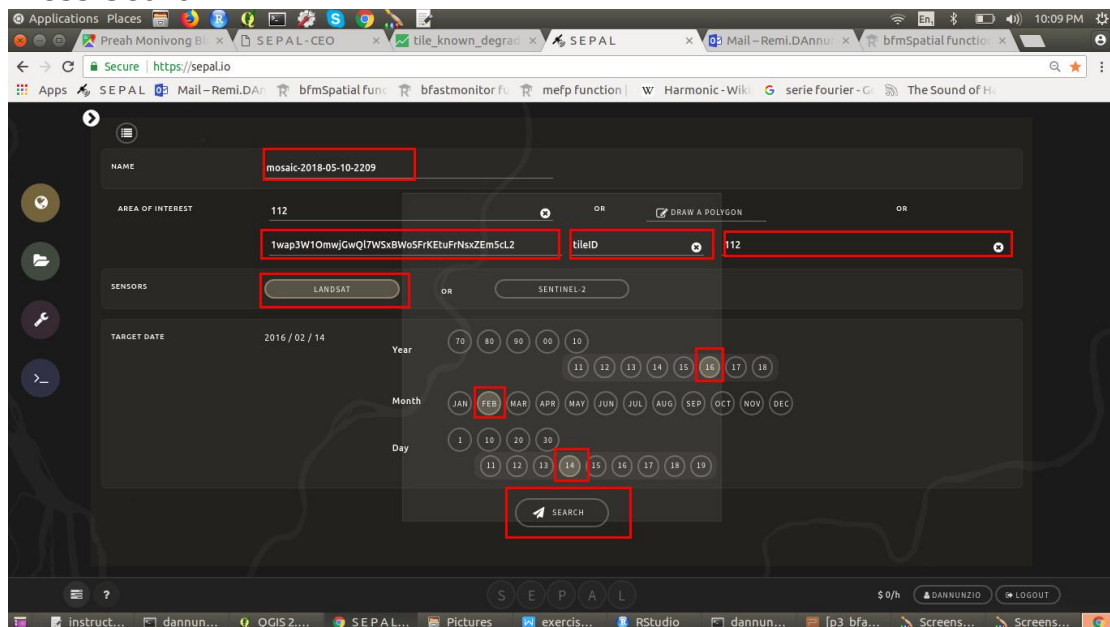 Applications Places En 10:09 PM
Preah Monivong Bl SEPAL-CEO tile_known_degrad SEPAL Mail – Remi.DAnnu bfmSpatial function
Secure https://sepal.io
Apps SEPAL Mail – Remi.DAn bfmSpatial func bfastmonitor fu mefp function | W Harmonic - Wiki G serie fourier - Go The Sound of Ha
NAME mosaic-2018-05-10-2209
AREA OF INTEREST 112 OR DRAW A POLYGON OR
1wap3W1OmwjGwQl7WSxBWoSFrKEtuFrNsxZEm5cL2 tileID 112
SENSORS LANDSAT OR SENTINEL-2
TARGET DATE 2016 / 02 / 14
Year 70 80 90 00 10
11 12 13 14 15 16 17 18
Month JAN FEB MAR APR MAY JUN JUL AUG SEP OCT NOV DEC
Day 1 10 20 30
11 12 13 14 15 16 17 18 19
SEARCH
? S E P A L $ 0/h DANNUNZIO LOGOUT
instruct... dannun... QGIS 2.... S E P A L... Pictures exercis... RStudio dannun... [p3_bfa... Screens... Screens...